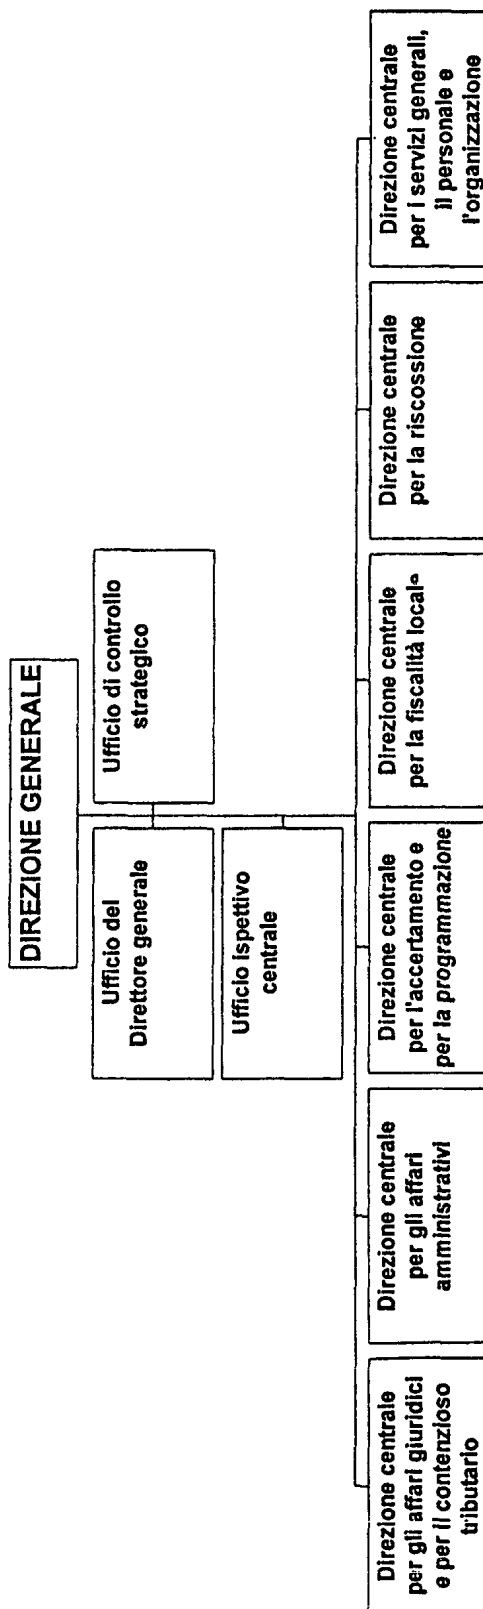 DIREZIONE GENERALE
Ufficio del
Direttore generale
Ufficio di controllo
strategico
Ufficio ispettivo
centrale
Direzione centrale
per gli affari giuridici
e per il contenzioso
tributario
Direzione centrale
per gli affari
amministrativi
Direzione centrale
per l'accertamento e
per la programmazione
Direzione centrale
per la fiscalità locale
Direzione centrale
per la riscossione
Direzione centrale
per i servizi generali,
il personale e
l'organizzazione